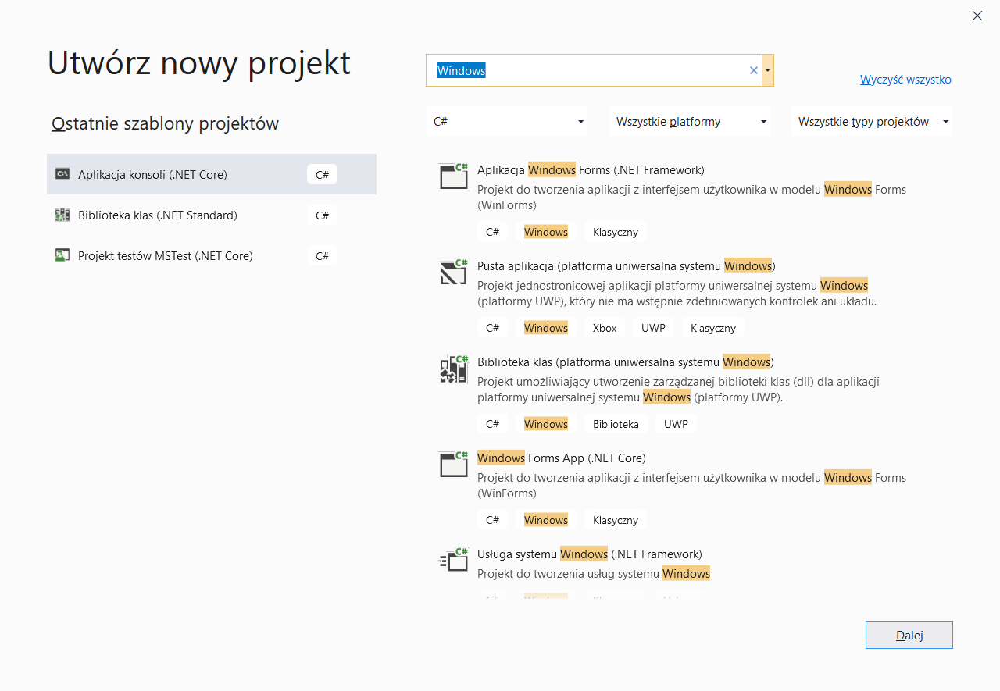 Utwórz nowy projekt
Ostatnie szablony projektów
Aplikacja konsoli (.NET Core)
C#
Biblioteka klas (.NET Standard)
C#
Projekt testów MSTest (.NET Core)
C#
Windows
Wyczyść wszystko
C#
Wszystkie platformy
Wszystkie typy projektów
Aplikacja Windows Forms (.NET Framework)
Projekt do tworzenia aplikacji z interfejsem użytkownika w modelu Windows Forms
(WinForms)
C# Windows Klasyczny
Pusta aplikacja (platforma uniwersalna systemu Windows)
Projekt jednostronicowej aplikacji platformy uniwersalnej systemu Windows
(platformy UWP), który nie ma wstępnie zdefiniowanych kontrolek ani układu.
C# Windows Xbox UWP Klasyczny
Biblioteka klas (platforma uniwersalna systemu Windows)
Projekt umożliwiający utworzenie zarządzanej biblioteki klas (dll) dla aplikacji
platformy uniwersalnej systemu Windows (platformy UWP).
C# Windows Biblioteka UWP
Windows Forms App (.NET Core)
Projekt do tworzenia aplikacji z interfejsem użytkownika w modelu Windows Forms
(WinForms)
C# Windows Klasyczny
Usługa systemu Windows (.NET Framework)
Projekt do tworzenia usług systemu Windows
Dalej